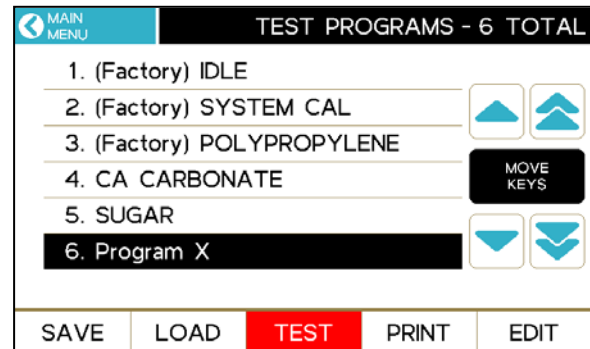 MAIN
MENU
TEST PROGRAMS - 6 TOTAL
1. (Factory) IDLE
2. (Factory) SYSTEM CAL
3. (Factory) POLYPROPYLENE
4. CA CARBONATE
5. SUGAR
6. Program X
MOVE
KEYS
SAVE LOAD TEST PRINT EDIT